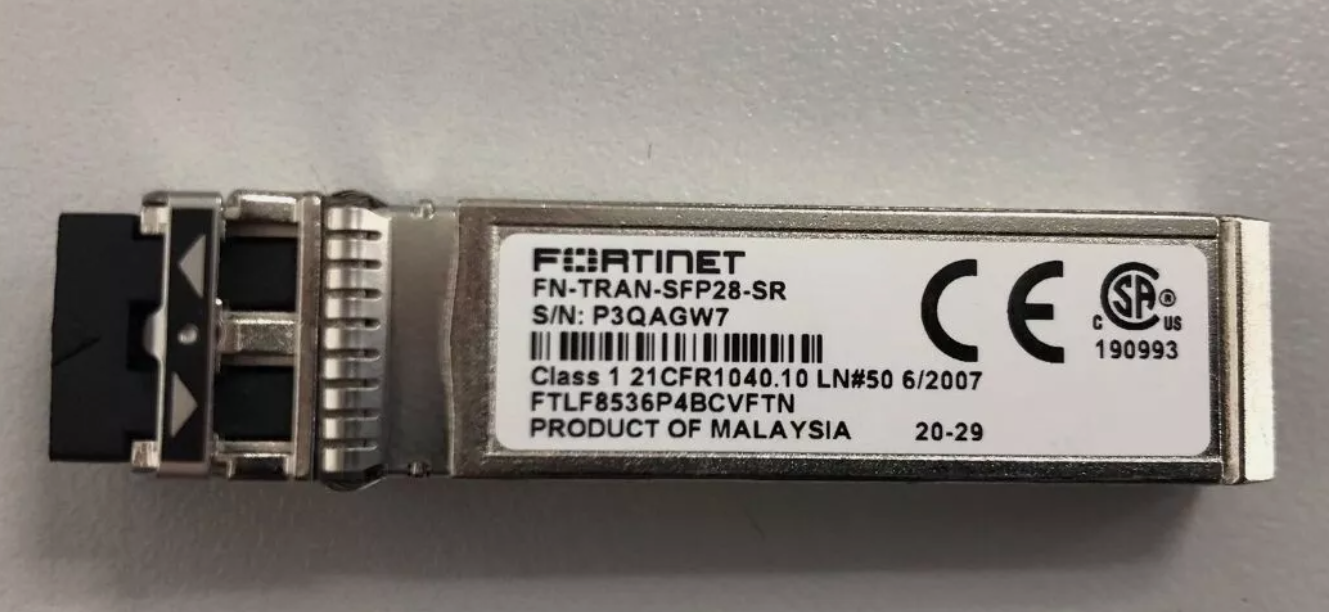 FORTINET
FN-TRAN-SFP28-SR
S/N: P3QAGW7
Class 1 21CFR1040.10 LN#50 6/2007
FTLF8536P4BCVFTN
PRODUCT OF MALAYSIA 20-29
CE
SA ®
C US
190993